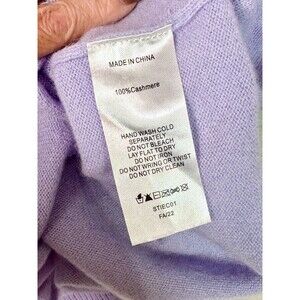 MADE IN CHINA
100%Cashmere
HAND WASH COLD
SEPARATELY
DO NOT BLEACH
LAY FLAT TO DRY
DO NOT IRON
DO NOT WRING OR TWIST
DO NOT DRY CLEAN
STIEC01
FA/22